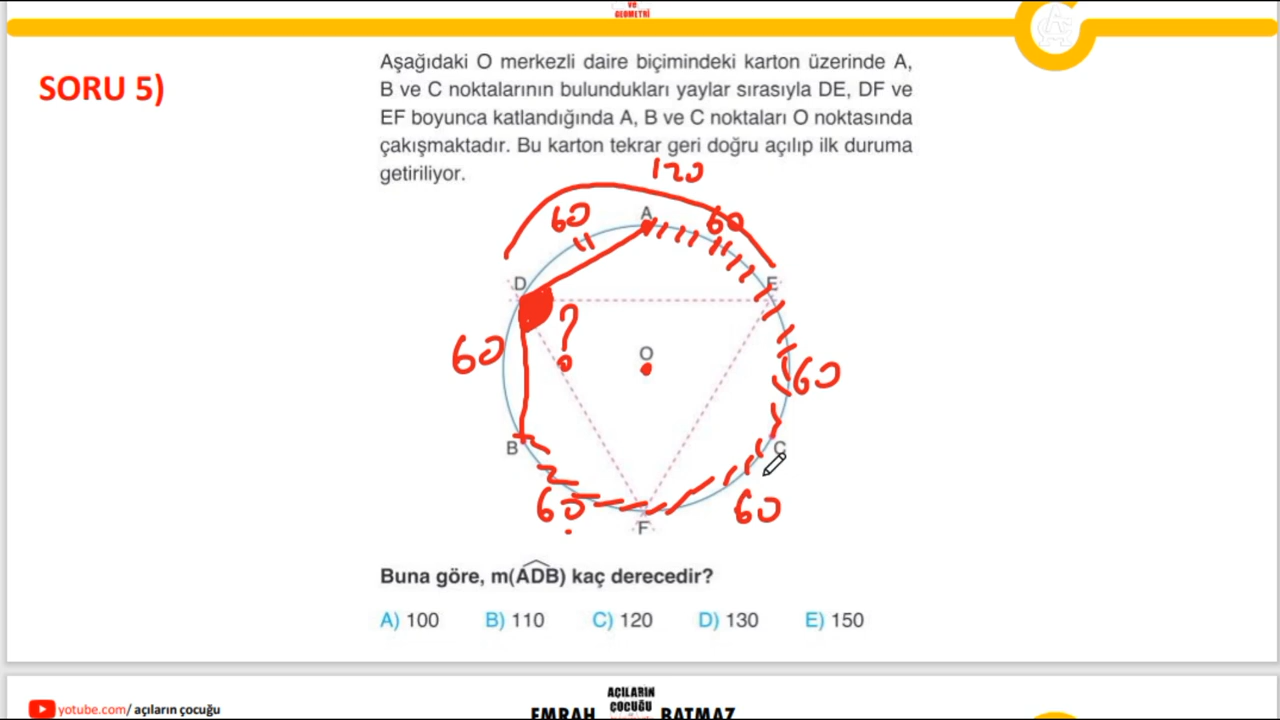 ve
GEOMETRİ
SORU 5)
Aşağıdaki O merkezli daire biçimindeki karton üzerinde A,
B ve C noktalarının bulundukları yaylar sırasıyla DE, DF ve
EF boyunca katlandığında A, B ve C noktaları O noktasında
çakışmaktadır. Bu karton tekrar geri doğru açılıp ilk duruma
getiriliyor.
120
60
A
60
D
E
?
60
O
60
B
C
60
60
F
Buna göre, m(ADB) kaç derecedir?
A) 100 B) 110 C) 120 D) 130 E) 150
yotube.com/ açıların çocuğu
AÇILARIN
ÇOCUĞU
EMRAH BATMAZ